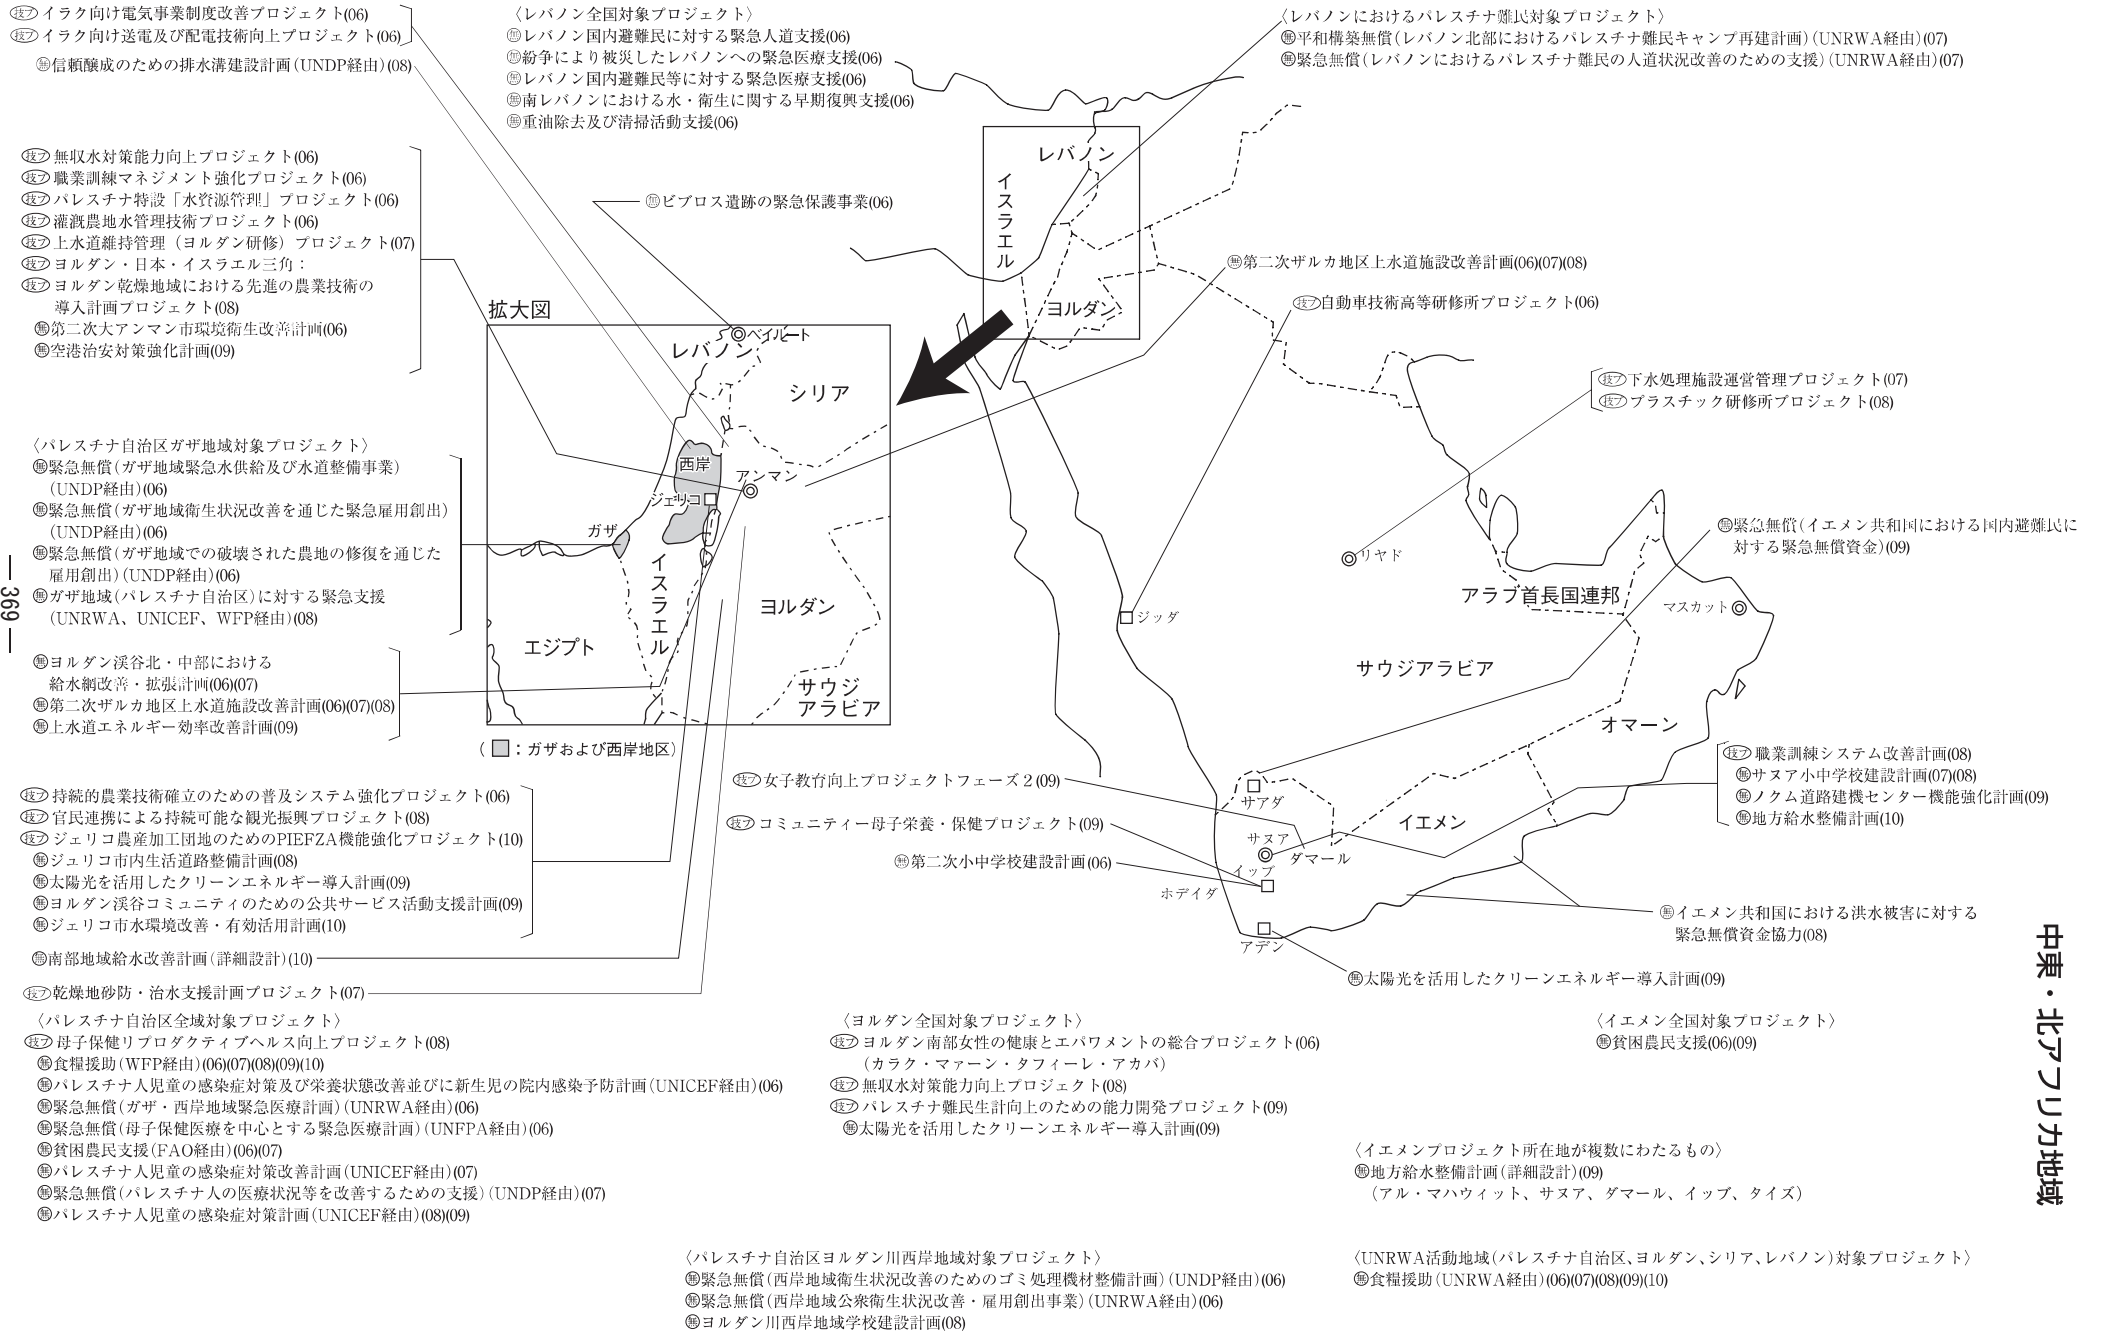 技プ イラク向け電気事業制度改善プロジェクト(06)
技プ イラク向け送電及び配電技術向上プロジェクト(06)
無信頼醸成のための排水溝建設計画(UNDP経由)(08)
〈レバノン全国対象プロジェクト〉
無レバノン国内避難民に対する緊急人道支援(06)
無紛争により被災したレバノンへの緊急医療支援(06)
無レバノン国内避難民等に対する緊急医療支援(06)
無南レバノンにおける水・衛生に関する早期復興支援(06)
無重油除去及び清掃活動支援(06)
〈レバノンにおけるパレスチナ難民対象プロジェクト〉
無平和構築無償(レバノン北部におけるパレスチナ難民キャンプ再建計画)(UNRWA経由)(07)
無緊急無償(レバノンにおけるパレスチナ難民の人道状況改善のための支援)(UNRWA経由)(07)
技プ 無収水対策能力向上プロジェクト(06)
技プ 職業訓練マネジメント強化プロジェクト(06)
技プ パレスチナ特設「水資源管理」プロジェクト(06)
技プ 灌漑農地水管理技術プロジェクト(06)
技プ 上水道維持管理（ヨルダン研修）プロジェクト(07)
技プ ヨルダン・日本・イスラエル三角：
技プ ヨルダン乾燥地域における先進の農業技術の
導入計画プロジェクト(08)
無第二次大アンマン市環境衛生改善計画(06)
無空港治安対策強化計画(09)
無ビブロス遺跡の緊急保護事業(06)
レバノン
イスラエル
ヨルダン
無第二次ザルカ地区上水道施設改善計画(06)(07)(08)
技プ自動車技術高等研修所プロジェクト(06)
技プ下水処理施設運営管理プロジェクト(07)
技ププラスチック研修所プロジェクト(08)
拡大図
ベイルート
レバノン
シリア
西岸
アンマン
ジェリコ
ガザ
イスラエル
ヨルダン
エジプト
サウジ
アラビア
（ ：ガザおよび西岸地区）
〈パレスチナ自治区ガザ地域対象プロジェクト〉
無緊急無償(ガザ地域緊急水供給及び水道整備事業)
(UNDP経由)(06)
無緊急無償(ガザ地域衛生状況改善を通じた緊急雇用創出)
(UNDP経由)(06)
無緊急無償(ガザ地域での破壊された農地の修復を通じた
雇用創出)(UNDP経由)(06)
無ガザ地域(パレスチナ自治区)に対する緊急支援
(UNRWA、UNICEF、WFP経由)(08)
無ヨルダン渓谷北・中部における
給水網改善・拡張計画(06)(07)
無第二次ザルカ地区上水道施設改善計画(06)(07)(08)
無上水道エネルギー効率改善計画(09)
リヤド
ジッダ
アラブ首長国連邦
マスカット
サウジアラビア
オマーン
サアダ
イエメン
サヌア
ダマール
イッブ
ホデイダ
アデン
無緊急無償(イエメン共和国における国内避難民に
対する緊急無償資金)(09)
技プ 職業訓練システム改善計画(08)
無サヌア小中学校建設計画(07)(08)
無ノクム道路建機センター機能強化計画(09)
無地方給水整備計画(10)
技プ女子教育向上プロジェクトフェーズ２(09)
技プ コミュニティー母子栄養・保健プロジェクト(09)
無第二次小中学校建設計画(06)
無イエメン共和国における洪水被害に対する
緊急無償資金協力(08)
無太陽光を活用したクリーンエネルギー導入計画(09)
技プ 持続的農業技術確立のための普及システム強化プロジェクト(06)
技プ 官民連携による持続可能な観光振興プロジェクト(08)
技プ ジェリコ農産加工団地のためのPIEFZA機能強化プロジェクト(10)
無ジュリコ市内生活道路整備計画(08)
無太陽光を活用したクリーンエネルギー導入計画(09)
無ヨルダン渓谷コミュニティのための公共サービス活動支援計画(09)
無ジェリコ市水環境改善・有効活用計画(10)
無南部地域給水改善計画(詳細設計)(10)
技プ乾燥地砂防・治水支援計画プロジェクト(07)
〈パレスチナ自治区全域対象プロジェクト〉
技プ 母子保健リプロダクティブヘルス向上プロジェクト(08)
無食糧援助(WFP経由)(06)(07)(08)(09)(10)
無パレスチナ人児童の感染症対策及び栄養状態改善並びに新生児の院内感染予防計画(UNICEF経由)(06)
無緊急無償(ガザ・西岸地域緊急医療計画)(UNRWA経由)(06)
無緊急無償(母子保健医療を中心とする緊急医療計画)(UNFPA経由)(06)
無貧困農民支援(FAO経由)(06)(07)
無パレスチナ人児童の感染症対策改善計画(UNICEF経由)(07)
無緊急無償(パレスチナ人の医療状況等を改善するための支援)(UNDP経由)(07)
無パレスチナ人児童の感染症対策計画(UNICEF経由)(08)(09)
〈ヨルダン全国対象プロジェクト〉
技プ ヨルダン南部女性の健康とエパワメントの総合プロジェクト(06)
（カラク・マァーン・タフィーレ・アカバ）
技プ 無収水対策能力向上プロジェクト(08)
技プ パレスチナ難民生計向上のための能力開発プロジェクト(09)
無太陽光を活用したクリーンエネルギー導入計画(09)
〈イエメン全国対象プロジェクト〉
無貧困農民支援(06)(09)
〈イエメンプロジェクト所在地が複数にわたるもの〉
無地方給水整備計画(詳細設計)(09)
（アル・マハウィット、サヌア、ダマール、イッブ、タイズ）
〈パレスチナ自治区ヨルダン川西岸地域対象プロジェクト〉
無緊急無償(西岸地域衛生状況改善のためのゴミ処理機材整備計画)(UNDP経由)(06)
無緊急無償(西岸地域公衆衛生状況改善・雇用創出事業)(UNRWA経由)(06)
無ヨルダン川西岸地域学校建設計画(08)
〈UNRWA活動地域(パレスチナ自治区、ヨルダン、シリア、レバノン)対象プロジェクト〉
無食糧援助(UNRWA経由)(06)(07)(08)(09)(10)
中東・北アフリカ地域
― 369 ―